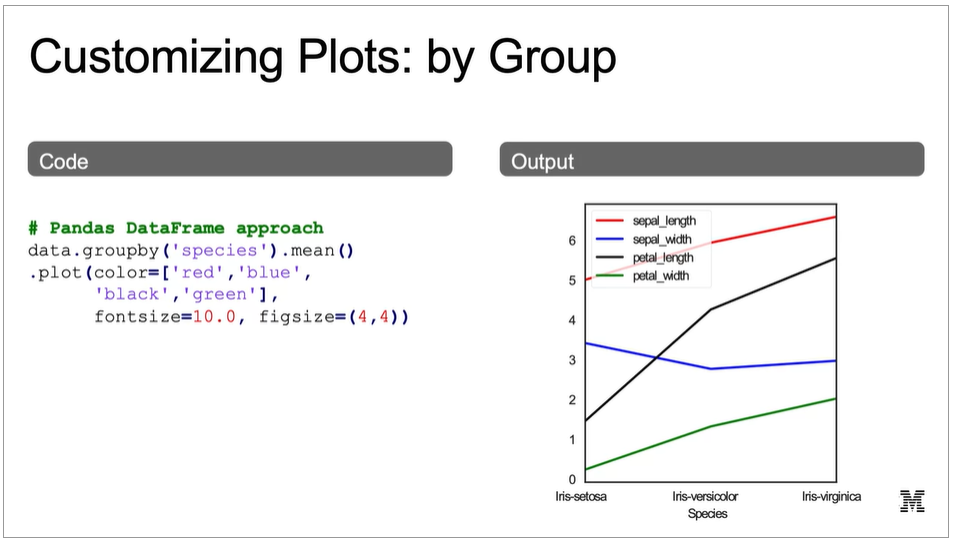 Customizing Plots: by Group
Code
# Pandas DataFrame approach
data.groupby('species').mean()
.plot(color=['red','blue',
'black','green'],
fontsize=10.0, figsize=(4,4))
Output
sepal_length
sepal_width
petal_length
petal_width
6
5
4
3
2
1
0
Iris-setosa Iris-versicolor Iris-virginica
Species
M